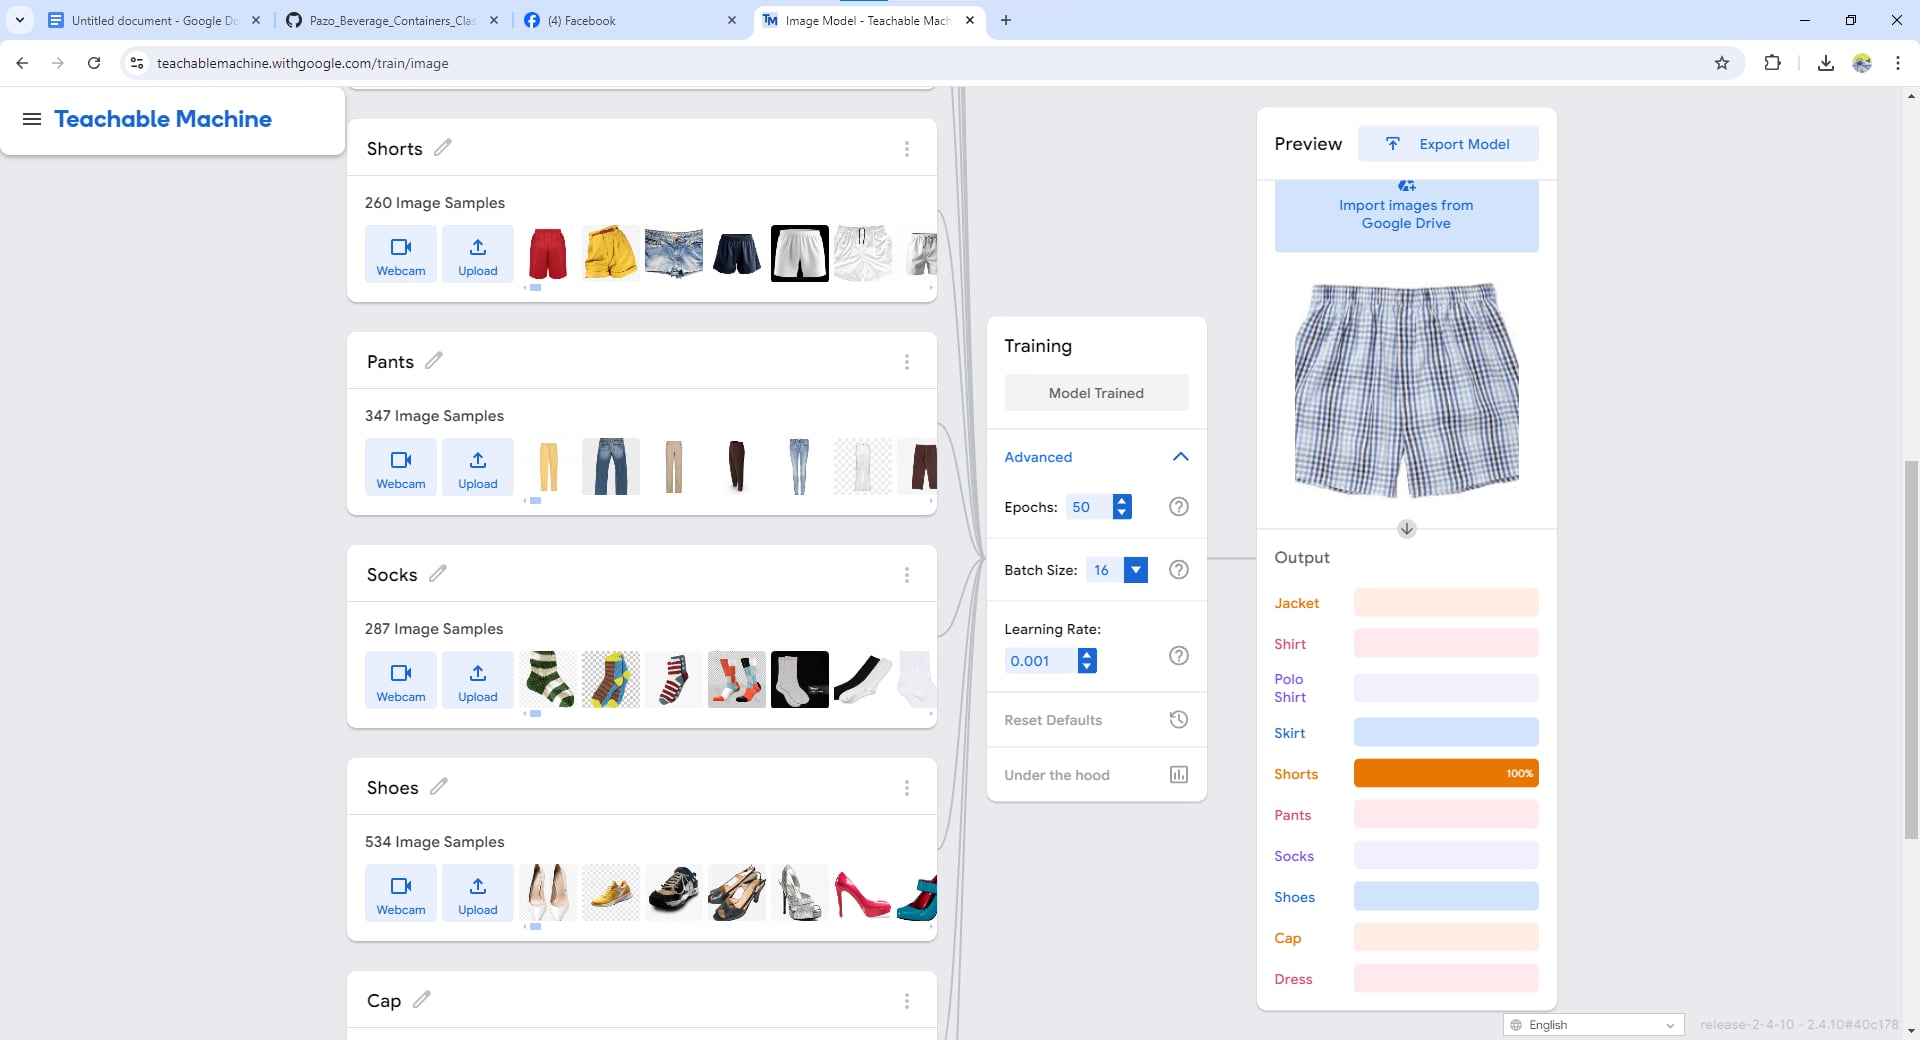 Untitled document - Google Do
Pazo_Beverage_Containers_Clas
(4) Facebook
Image Model - Teachable Mach
teachablemachine.withgoogle.com/train/image
Teachable Machine
Shorts
260 Image Samples
Webcam
Upload
Pants
347 Image Samples
Webcam
Upload
Socks
287 Image Samples
Webcam
Upload
Shoes
534 Image Samples
Webcam
Upload
Cap
Training
Model Trained
Advanced
Epochs: 50
Batch Size: 16
Learning Rate:
0.001
Reset Defaults
Under the hood
Preview
Export Model
Import images from
Google Drive
Output
Jacket
Shirt
Polo
Shirt
Skirt
Shorts 100%
Pants
Socks
Shoes
Cap
Dress
English
release-2-4-10 - 2.4.10#40c178